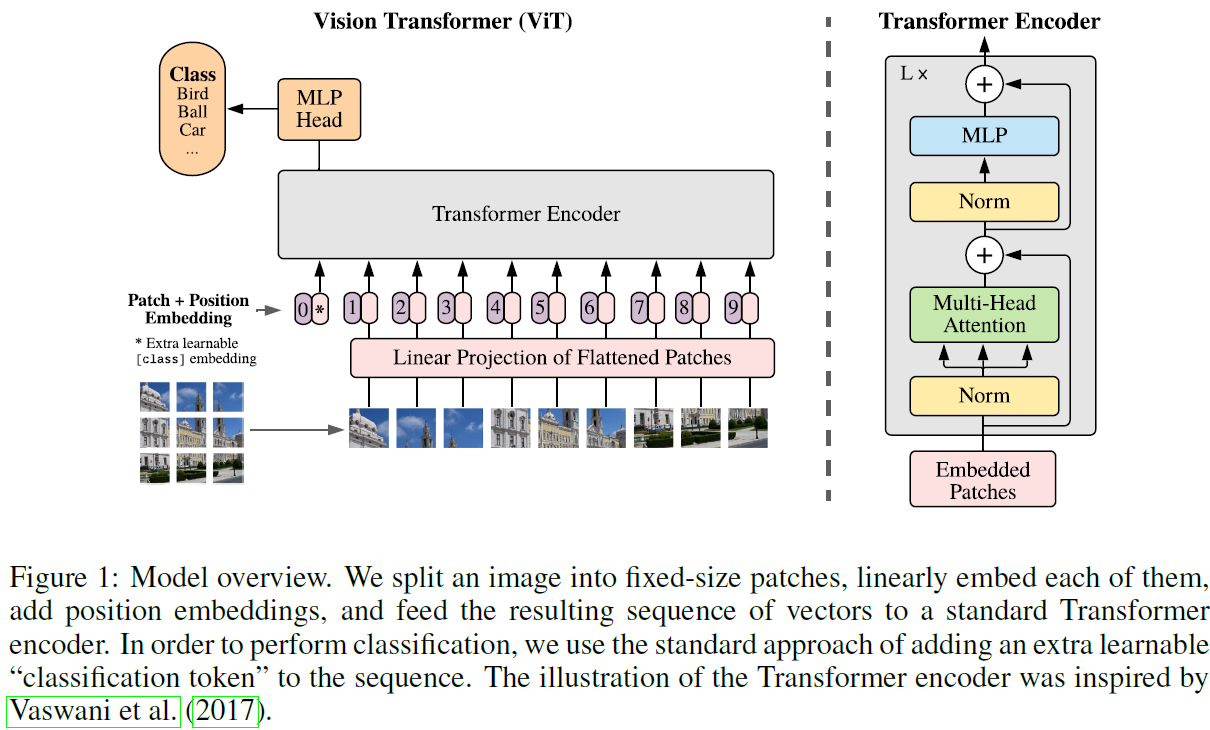 Vision Transformer (ViT)
Class
Bird
Ball
Car
...
MLP
Head
Transformer Encoder
Patch + Position
Embedding
* Extra learnable
[class] embedding
0 * 1 2 3 4 5 6 7 8 9
Linear Projection of Flattened Patches
Transformer Encoder
L x
+
MLP
Norm
+
Multi-Head
Attention
Norm
Embedded
Patches
Figure 1: Model overview. We split an image into fixed-size patches, linearly embed each of them,
add position embeddings, and feed the resulting sequence of vectors to a standard Transformer
encoder. In order to perform classification, we use the standard approach of adding an extra learnable
“classification token” to the sequence. The illustration of the Transformer encoder was inspired by
Vaswani et al. (2017).